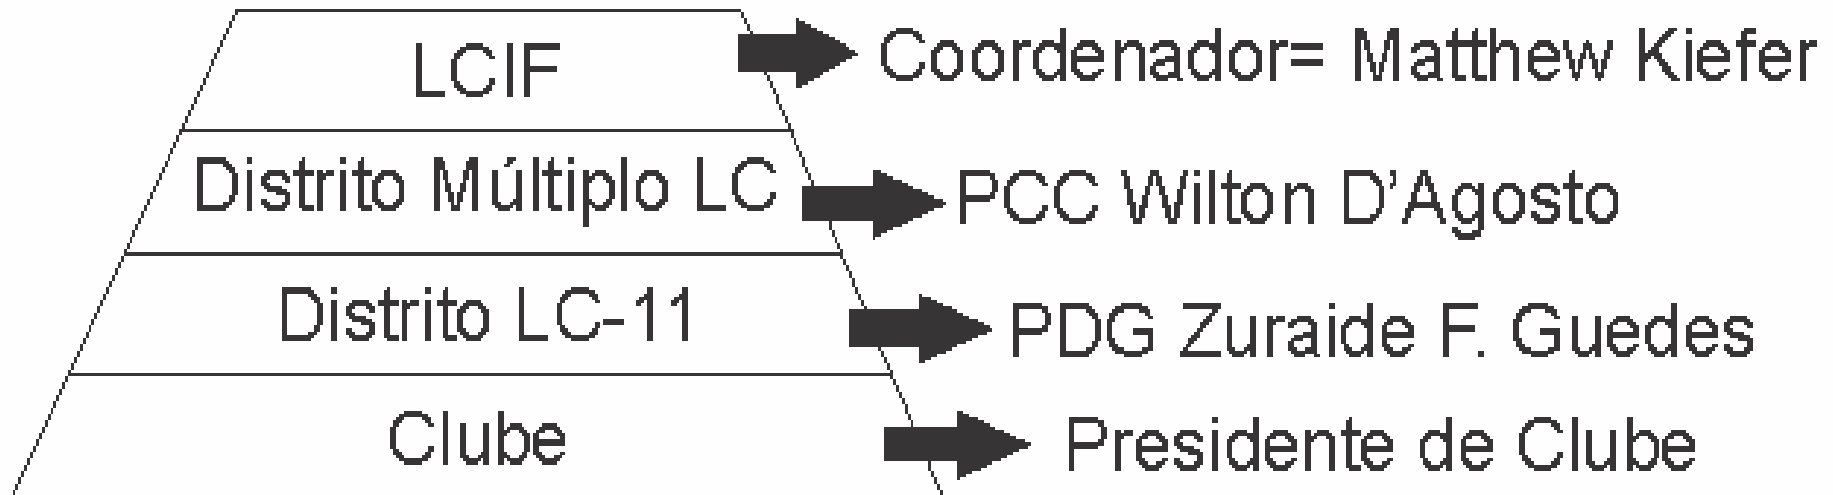 LCIF
Coordenador= Matthew Kiefer
Distrito Múltiplo LC
PCC Wilton D’Agosto
Distrito LC-11
PDG Zuraide F. Guedes
Clube
Presidente de Clube